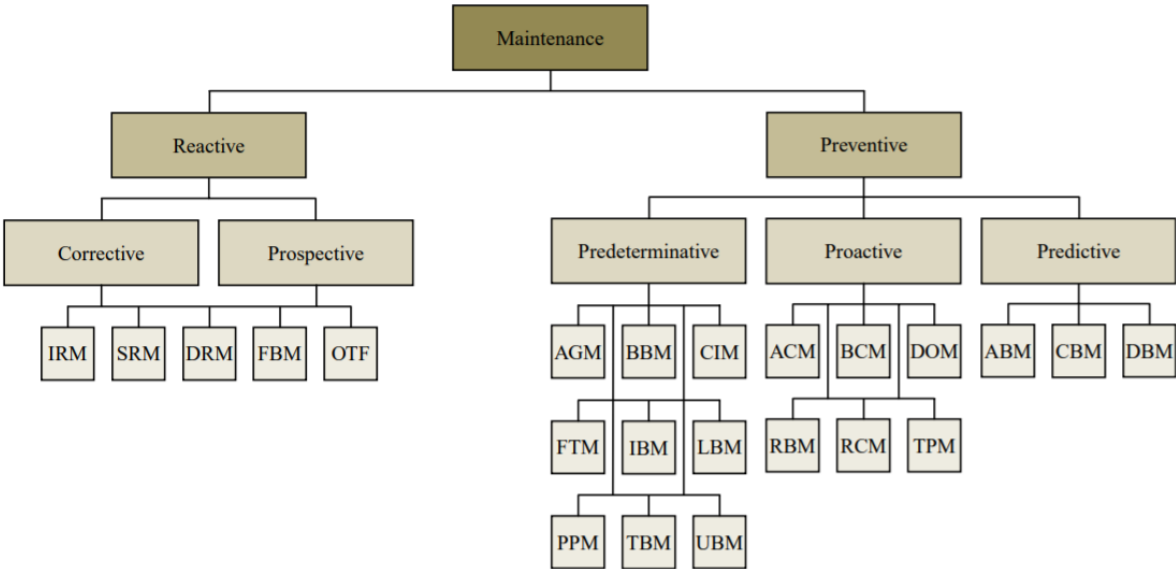 Maintenance
Reactive
Preventive
Corrective
Prospective
Predeterminative
Proactive
Predictive
IRM
SRM
DRM
FBM
OTF
AGM
BBM
CIM
ACM
BCM
DOM
ABM
CBM
DBM
FTM
IBM
LBM
RBM
RCM
TPM
PPM
TBM
UBM